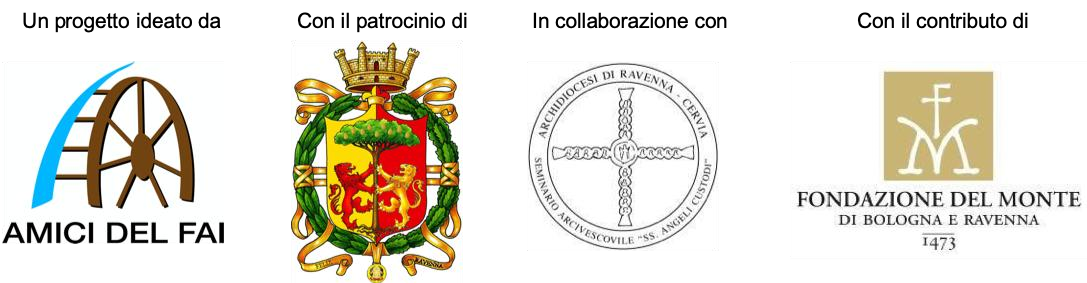 Un progetto ideato da
AMICI DEL FAI
Con il patrocinio di
RAVENNA
In collaborazione con
ARCHIDIOCESI DI RAVENNA - CERVIA
SEMINARIO ARCIVESCOVILE "SS. ANGELI CUSTODI"
Con il contributo di
FONDAZIONE DEL MONTE
DI BOLOGNA E RAVENNA
1473